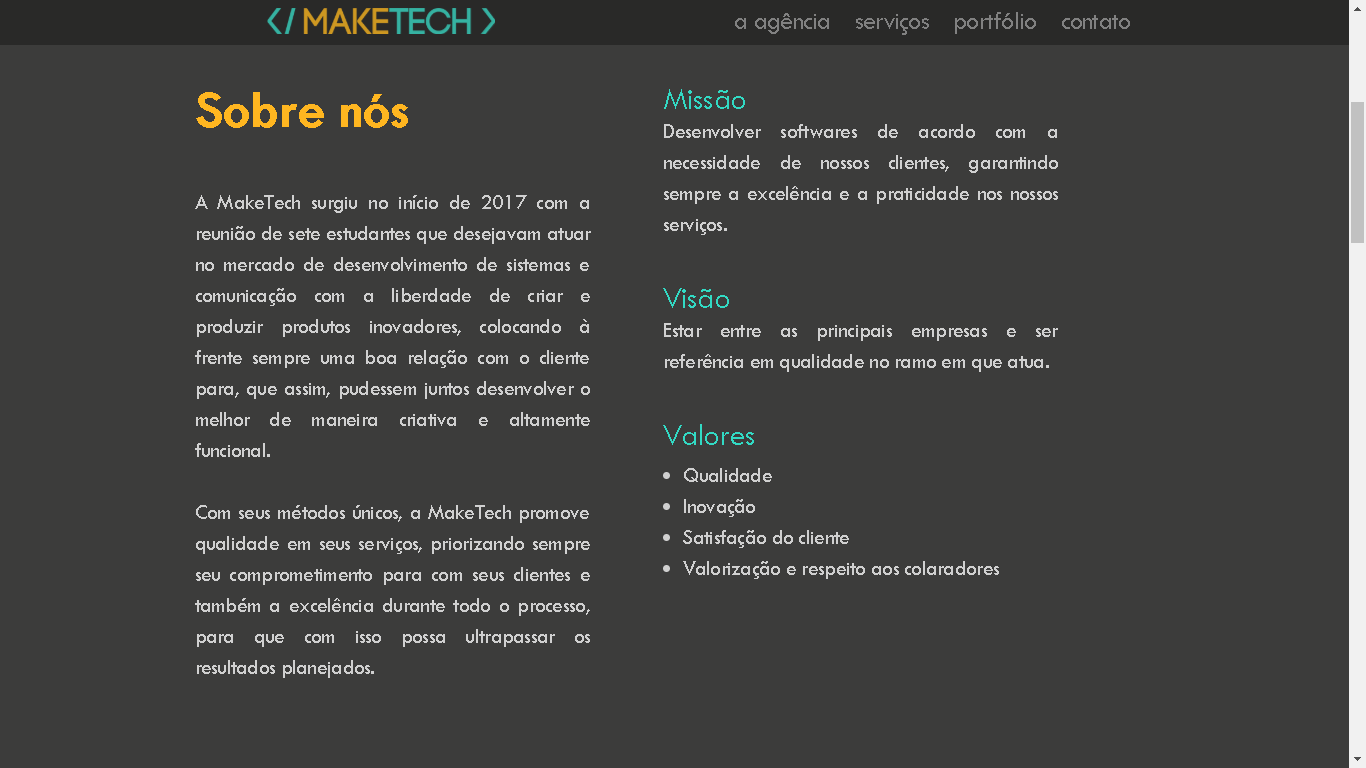 </ MAKETECH >
a agência serviços portfólio contato
Sobre nós
A MakeTech surgiu no início de 2017 com a
reunião de sete estudantes que desejavam atuar
no mercado de desenvolvimento de sistemas e
comunicação com a liberdade de criar e
produzir produtos inovadores, colocando à
frente sempre uma boa relação com o cliente
para, que assim, pudessem juntos desenvolver o
melhor de maneira criativa e altamente
funcional.
Com seus métodos únicos, a MakeTech promove
qualidade em seus serviços, priorizando sempre
seu comprometimento para com seus clientes e
também a excelência durante todo o processo,
para que com isso possa ultrapassar os
resultados planejados.
Missão
Desenvolver softwares de acordo com a
necessidade de nossos clientes, garantindo
sempre a excelência e a praticidade nos nossos
serviços.
Visão
Estar entre as principais empresas e ser
referência em qualidade no ramo em que atua.
Valores
• Qualidade
• Inovação
• Satisfação do cliente
• Valorização e respeito aos colaradores